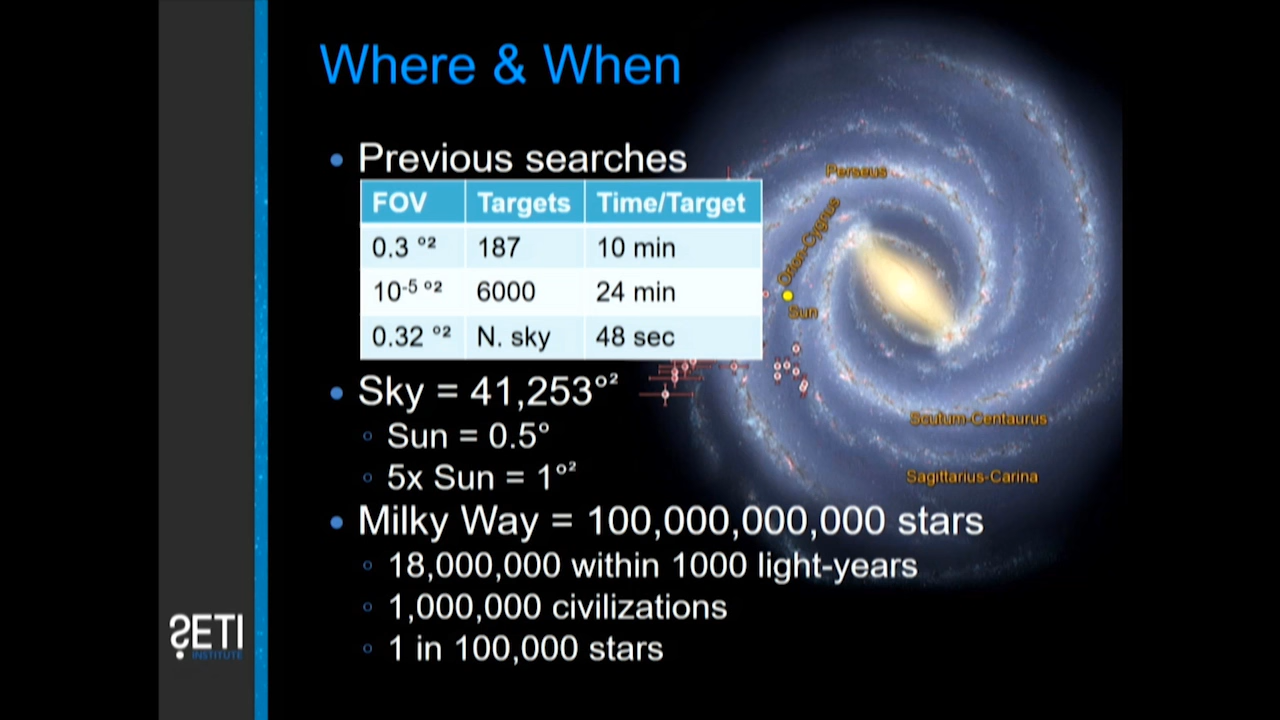 Where & When
• Previous searches
FOV Targets Time/Target
0.3 °² 187 10 min
10⁻⁵ °² 6000 24 min
0.32 °² N. sky 48 sec
• Sky = 41,253°²
◦ Sun = 0.5°
◦ 5x Sun = 1°²
• Milky Way = 100,000,000,000 stars
◦ 18,000,000 within 1000 light-years
◦ 1,000,000 civilizations
◦ 1 in 100,000 stars
Perseus
Orion-Cygnus
Sun
Scutum-Centaurus
Sagittarius-Carina
SETI
INSTITUTE